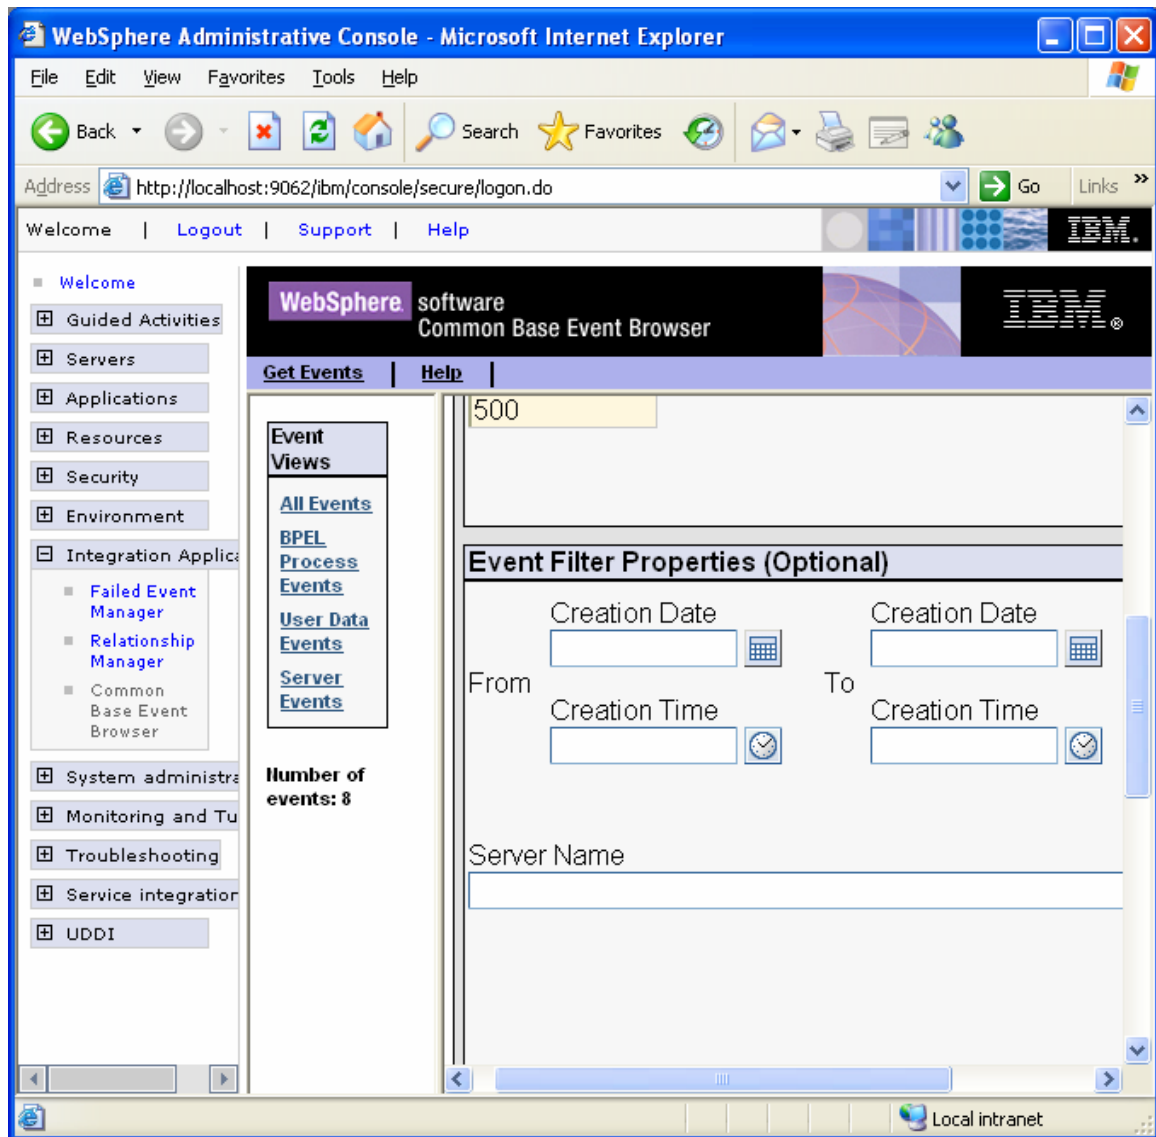 WebSphere Administrative Console - Microsoft Internet Explorer
File Edit View Favorites Tools Help
Back Search Favorites
Address http://localhost:9062/ibm/console/secure/logon.do Go Links »
Welcome | Logout | Support | Help IBM.
Welcome
Guided Activities
Servers
Applications
Resources
Security
Environment
Integration Applica
Failed Event
Manager
Relationship
Manager
Common
Base Event
Browser
System administra
Monitoring and Tu
Troubleshooting
Service integration
UDDI
WebSphere. software
Common Base Event Browser
IBM®
Get Events | Help |
Event
Views
All Events
BPEL
Process
Events
User Data
Events
Server
Events
Number of
events: 8
500
Event Filter Properties (Optional)
Creation Date Creation Date
From To
Creation Time Creation Time
Server Name
Local intranet